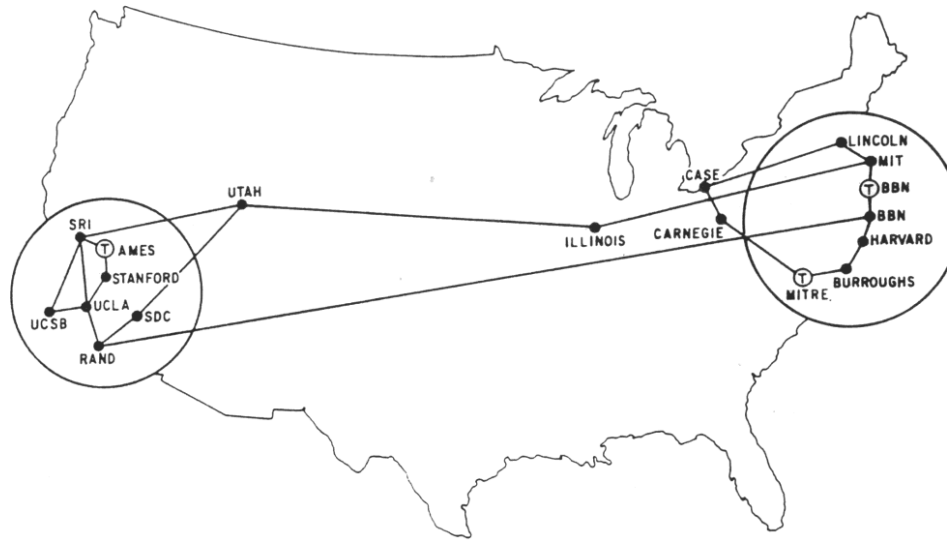 LINCOLN
MIT
CASE
T BBN
UTAH
BBN
SRI
ILLINOIS
CARNEGIE
HARVARD
T AMES
STANFORD
T
BURROUGHS
MITRE.
UCLA
SDC
UCSB
RAND